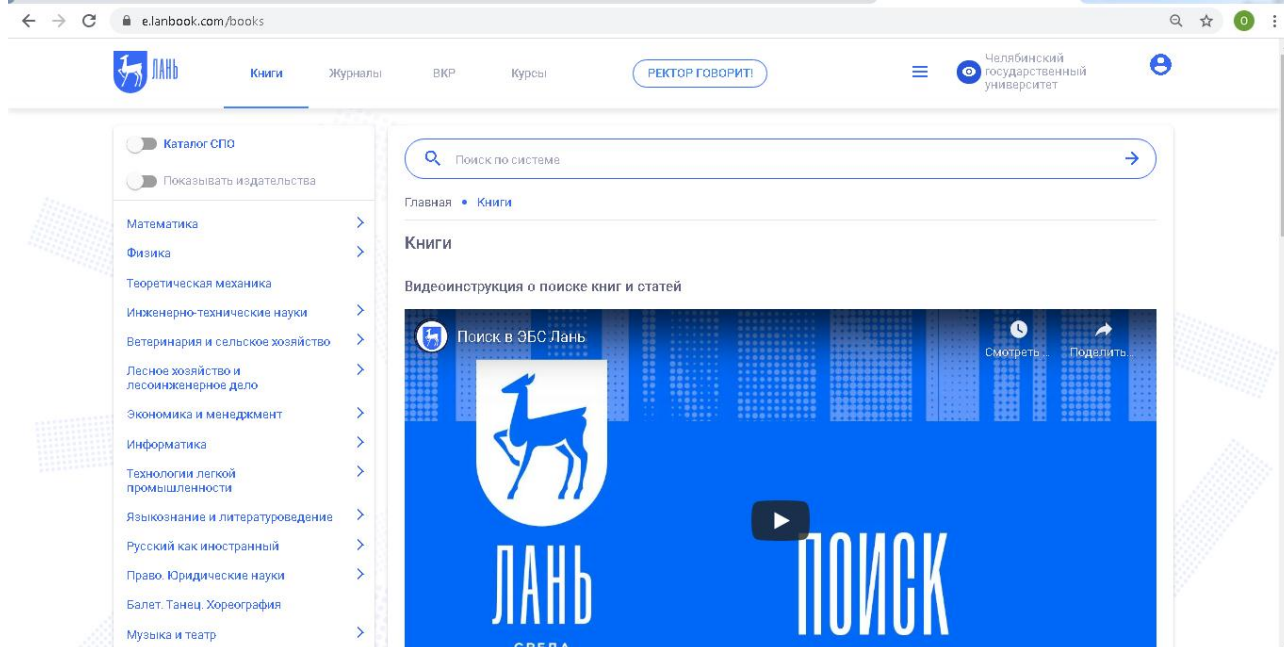 e.lanbook.com/books
О
ЛАНЬ
Книги
Журналы
ВКР
Курсы
РЕКТОР ГОВОРИТ!
Челябинский
государственный
университет
Каталог СПО
Показывать издательства
Математика
Физика
Теоретическая механика
Инженерно-технические науки
Ветеринария и сельское хозяйство
Лесное хозяйство и
лесоинженерное дело
Экономика и менеджмент
Информатика
Технологии легкой
промышленности
Языкознание и литературоведение
Русский как иностранный
Право. Юридические науки
Балет. Танец. Хореография
Музыка и театр
Поиск по системе
Главная • Книги
Книги
Видеоинструкция о поиске книг и статей
Поиск в ЭБС Лань
Смотреть ...
Поделить...
ЛАНЬ
ПОИСК
СРЕДА